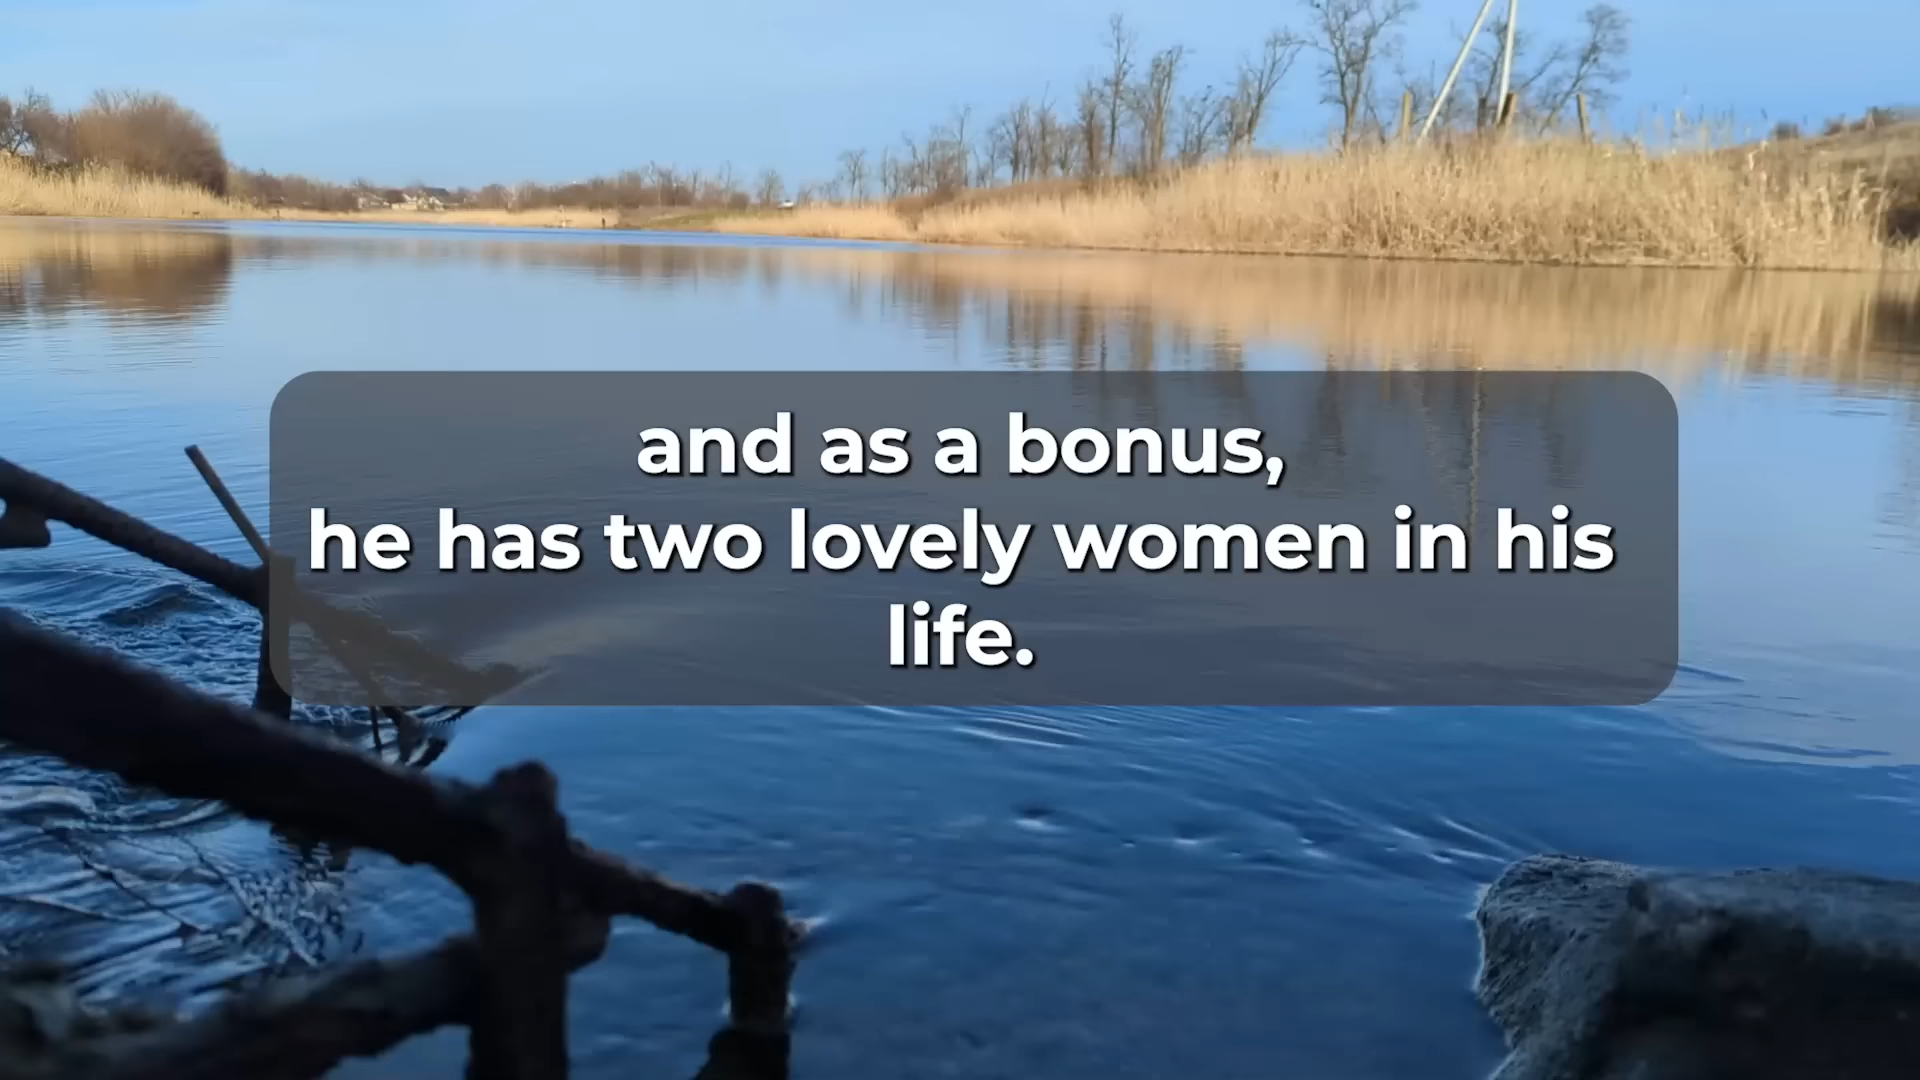 and as a bonus,
he has two lovely women in his
life.